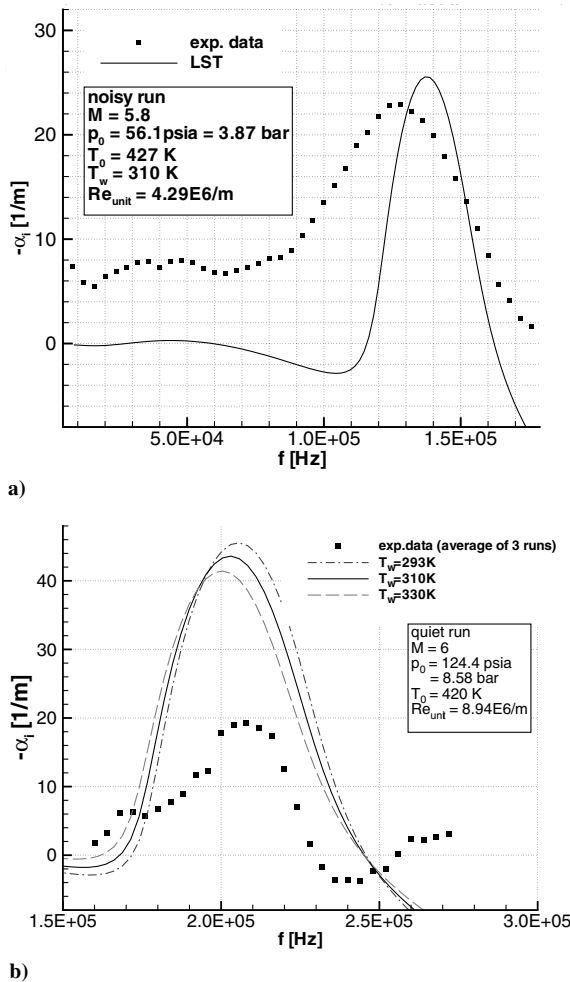 30
exp. data
LST
noisy run
M = 5.8
p0 = 56.1psia = 3.87 bar
T0 = 427 K
Tw = 310 K
Reunit = 4.29E6/m
20
-αi [1/m]
10
0
5.0E+04
1.0E+05
1.5E+05
f [Hz]
a)
exp.data (average of 3 runs)
Tw=293K
Tw=310K
Tw=330K
40
quiet run
M = 6
p0 = 124.4 psia
= 8.58 bar
T0 = 420 K
Reunt = 8.94E6/m
30
-αi [1/m]
20
10
0
1.5E+05
2.0E+05
2.5E+05
3.0E+05
f [Hz]
b)